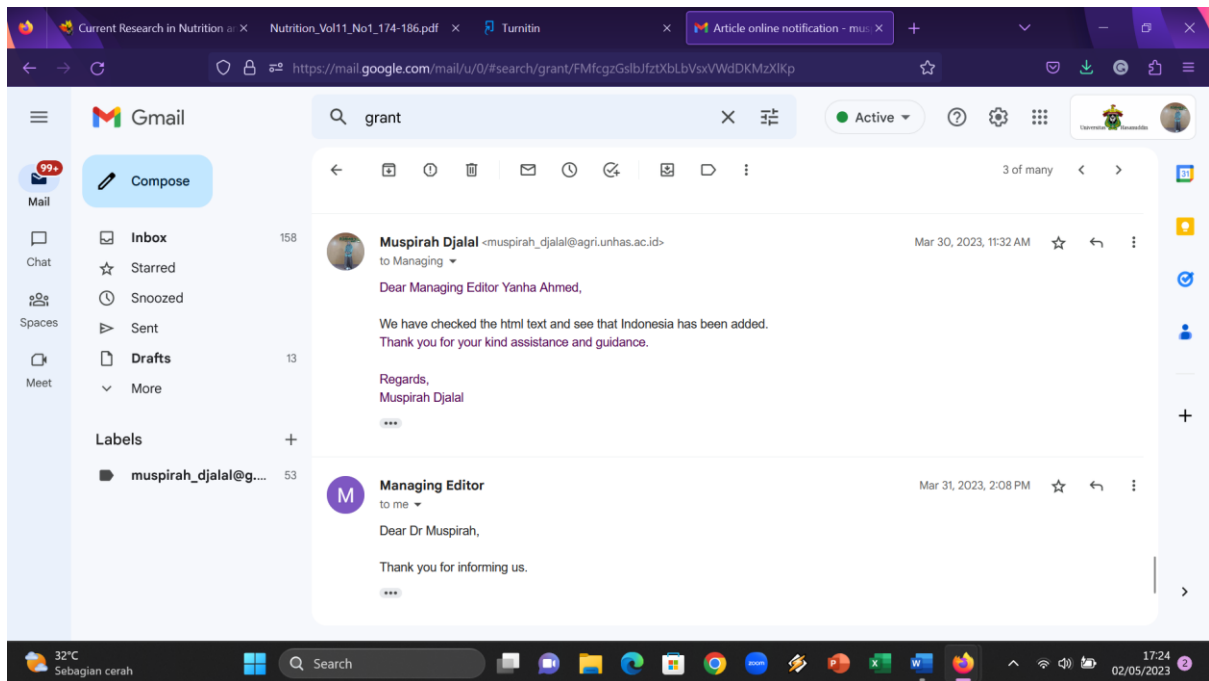 Current Research in Nutrition a
Nutrition_Vol11_No1_174-186.pdf
Turnitin
Article online notification - mus
https://mail.google.com/mail/u/0/#search/grant/FMfcgzGslbJfztXbLbVsxVWdDKMzXlKp
Gmail
grant
Active
99+
Mail
Chat
Spaces
Meet
Compose
Inbox 158
Starred
Snoozed
Sent
Drafts 13
More
Labels
muspirah_djalal@g.... 53
3 of many
31
Muspirah Djalal <muspirah_djalal@agri.unhas.ac.id> Mar 30, 2023, 11:32 AM
to Managing
Dear Managing Editor Yanha Ahmed,
We have checked the html text and see that Indonesia has been added.
Thank you for your kind assistance and guidance.
Regards,
Muspirah Djalal
M
Managing Editor Mar 31, 2023, 2:08 PM
to me
Dear Dr Muspirah,
Thank you for informing us.
32°C
Sebagian cerah
Search
zoom
17:24
02/05/2023
2